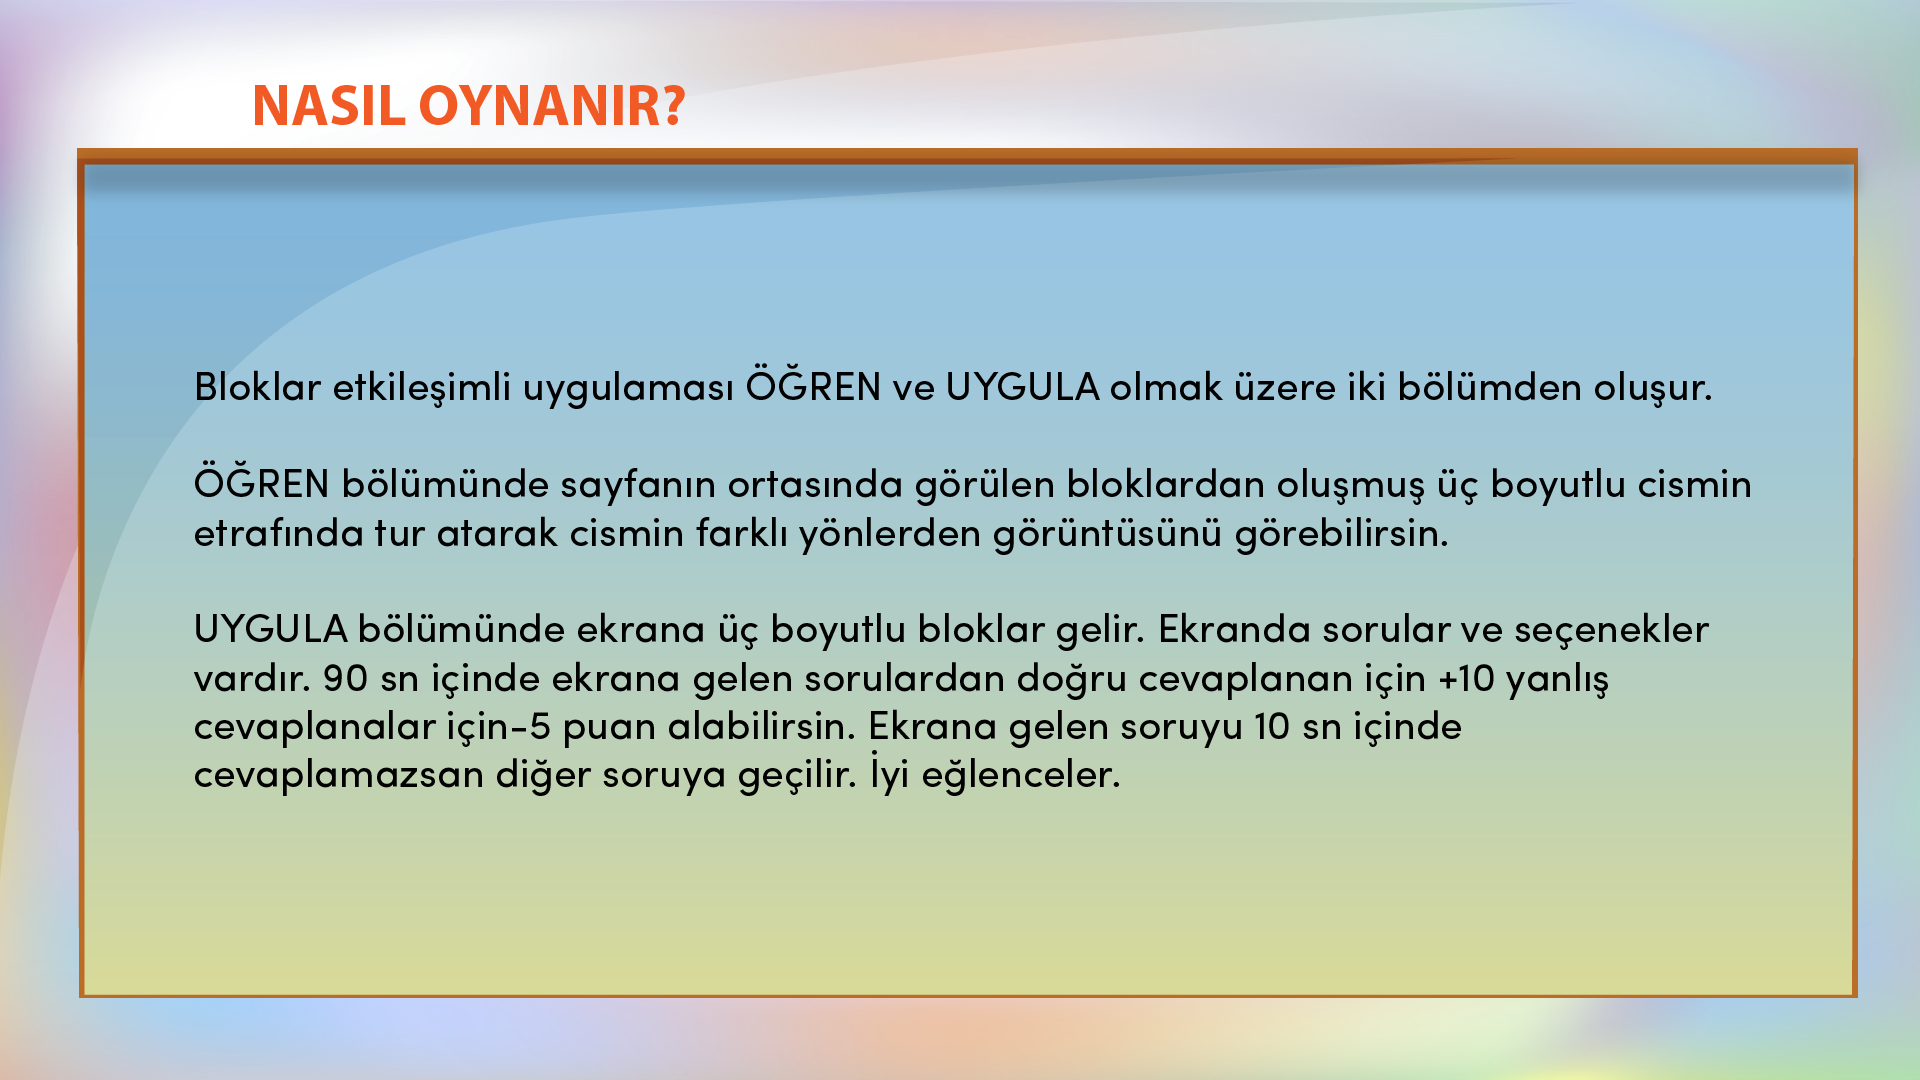 NASIL OYNANIR?
Bloklar etkileşimli uygulaması ÖĞREN ve UYGULA olmak üzere iki bölümden oluşur.
ÖĞREN bölümünde sayfanın ortasında görülen bloklardan oluşmuş üç boyutlu cismin
etrafında tur atarak cismin farklı yönlerden görüntüsünü görebilirsin.
UYGULA bölümünde ekrana üç boyutlu bloklar gelir. Ekranda sorular ve seçenekler
vardır. 90 sn içinde ekrana gelen sorulardan doğru cevaplanan için +10 yanlış
cevaplanalar için-5 puan alabilirsin. Ekrana gelen soruyu 10 sn içinde
cevaplamazsan diğer soruya geçilir. İyi eğlenceler.